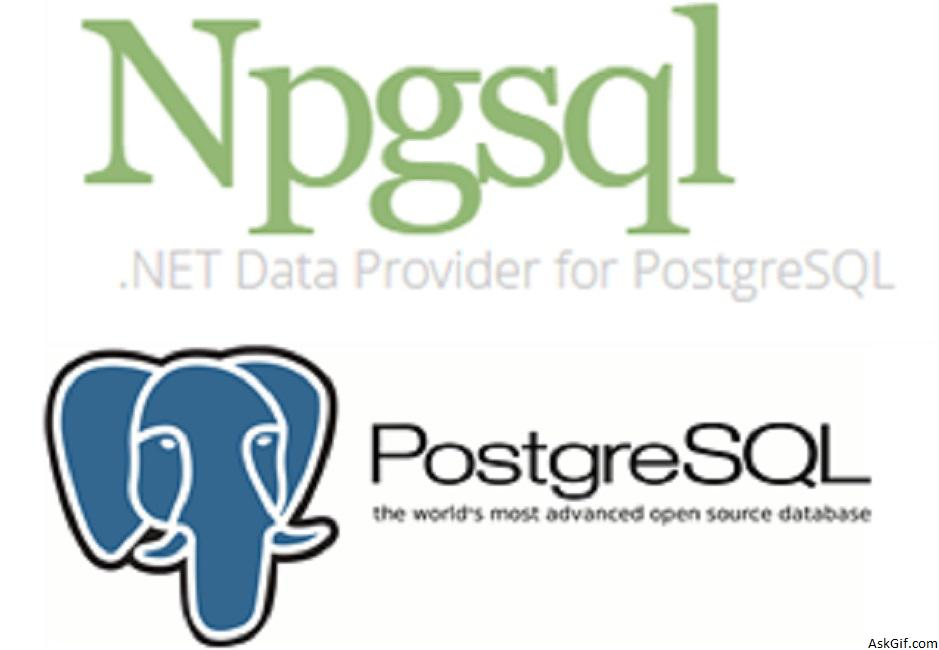 Npgsql
.NET Data Provider for PostgreSQL
PostgreSQL
the world's most advanced open source database
AskGif.com